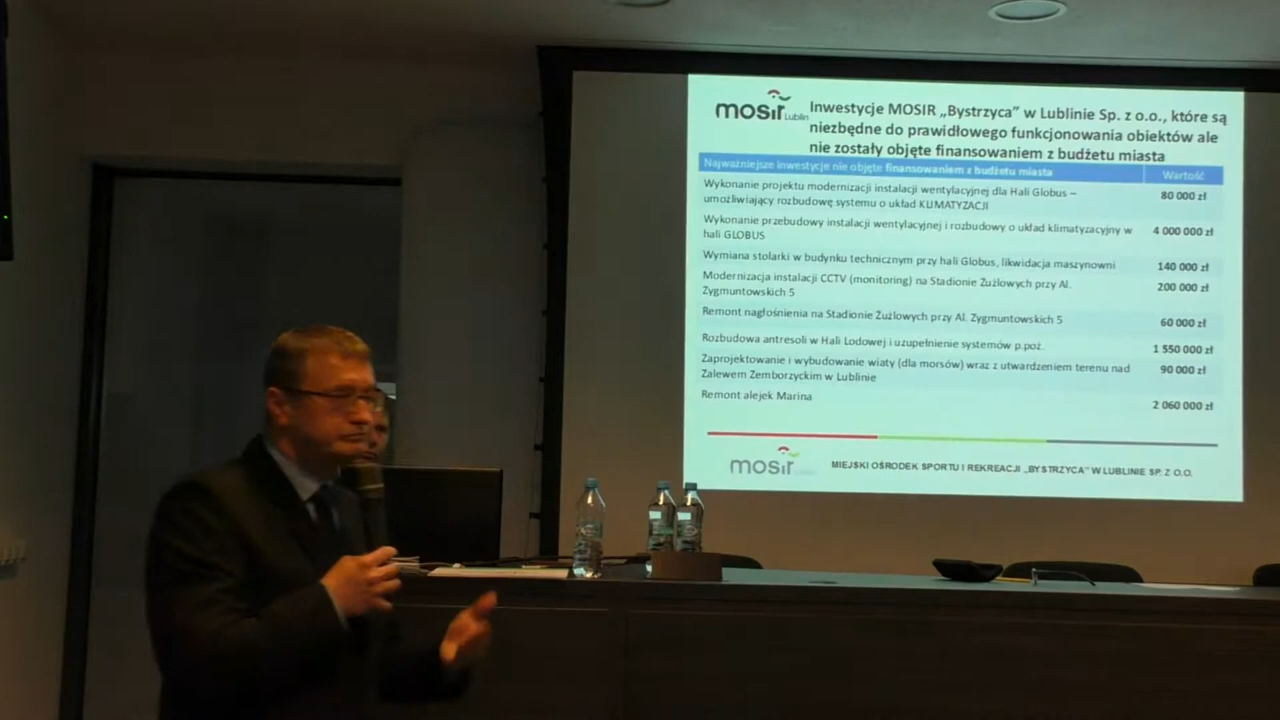 mosir Lublin
Inwestycje MOSIR „Bystrzyca” w Lublinie Sp. z o.o., które są
niezbędne do prawidłowego funkcjonowania obiektów ale
nie zostały objęte finansowaniem z budżetu miasta
Najważniejsze inwestycje nie objęte finansowaniem z budżetu miasta Wartość
Wykonanie projektu modernizacji instalacji wentylacyjnej dla Hali Globus –
umożliwiający rozbudowę systemu o układ KLIMATYZACJI
80 000 zł
Wykonanie przebudowy instalacji wentylacyjnej i rozbudowy o układ klimatyzacyjny w
hali GLOBUS
4 000 000 zł
Wymiana stolarki w budynku technicznym przy hali Globus, likwidacja maszynowni
140 000 zł
Modernizacja instalacji CCTV (monitoring) na Stadionie Żużlowych przy Al.
Zygmuntowskich 5
200 000 zł
Remont nagłośnienia na Stadionie Żużlowych przy Al. Zygmuntowskich 5
60 000 zł
Rozbudowa antresoli w Hali Lodowej i uzupełnienie systemów p.poż.
1 550 000 zł
Zaprojektowanie i wybudowanie wiaty (dla morsów) wraz z utwardzeniem terenu nad
Zalewem Zemborzyckim w Lublinie
90 000 zł
Remont alejek Marina
2 060 000 zł
mosir
MIEJSKI OŚRODEK SPORTU I REKREACJI „BYSTRZYCA” W LUBLINIE SP. Z O.O.